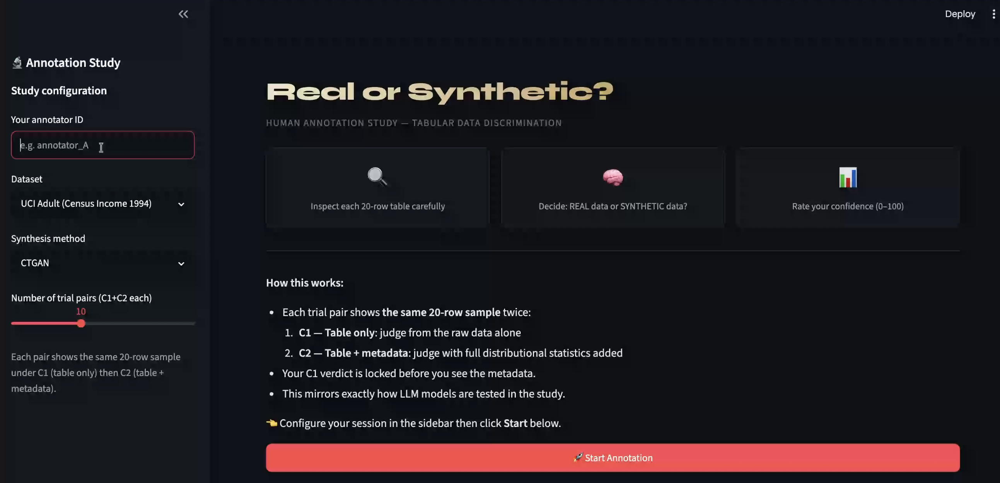 Deploy
Annotation Study
Study configuration
Your annotator ID
e.g. annotator_A
Dataset
UCI Adult (Census Income 1994)
Synthesis method
CTGAN
Number of trial pairs (C1+C2 each)
10
Each pair shows the same 20-row sample
under C1 (table only) then C2 (table +
metadata).
Real or Synthetic?
HUMAN ANNOTATION STUDY — TABULAR DATA DISCRIMINATION
Inspect each 20-row table carefully
Decide: REAL data or SYNTHETIC data?
Rate your confidence (0–100)
How this works:
• Each trial pair shows the same 20-row sample twice:
1. C1 — Table only: judge from the raw data alone
2. C2 — Table + metadata: judge with full distributional statistics added
• Your C1 verdict is locked before you see the metadata.
• This mirrors exactly how LLM models are tested in the study.
👈 Configure your session in the sidebar then click Start below.
🚀 Start Annotation